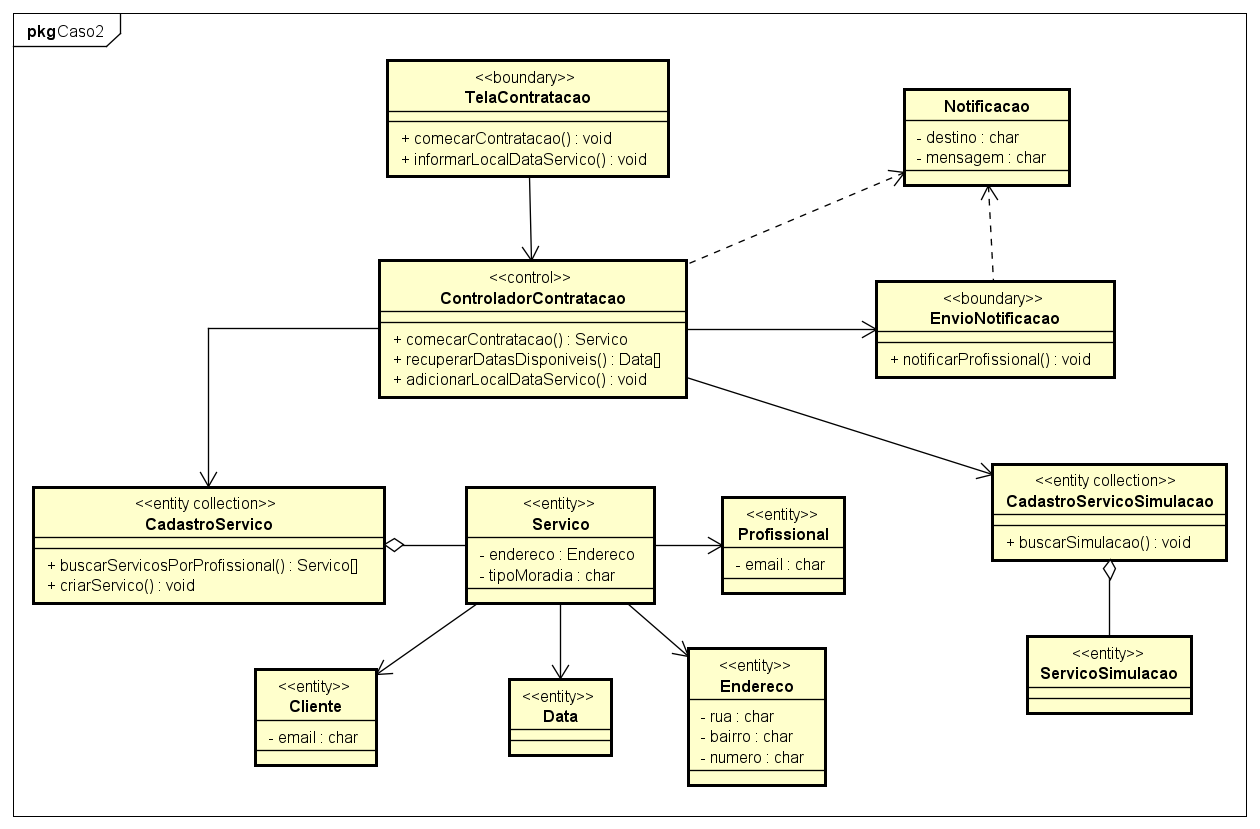 pkgCaso2
<<boundary>>
TelaContratacao
+ comecarContratacao() : void
+ informarLocalDataServico() : void
Notificacao
- destino : char
- mensagem : char
<<control>>
ControladorContratacao
+ comecarContratacao() : Servico
+ recuperarDatasDisponiveis() : Data[]
+ adicionarLocalDataServico() : void
<<boundary>>
EnvioNotificacao
+ notificarProfissional() : void
<<entity collection>>
CadastroServico
+ buscarServicosPorProfissional() : Servico[]
+ criarServico() : void
<<entity>>
Servico
- endereco : Endereco
- tipoMoradia : char
<<entity>>
Profissional
- email : char
<<entity collection>>
CadastroServicoSimulacao
+ buscarSimulacao() : void
<<entity>>
Cliente
- email : char
<<entity>>
Data
<<entity>>
Endereco
- rua : char
- bairro : char
- numero : char
<<entity>>
ServicoSimulacao